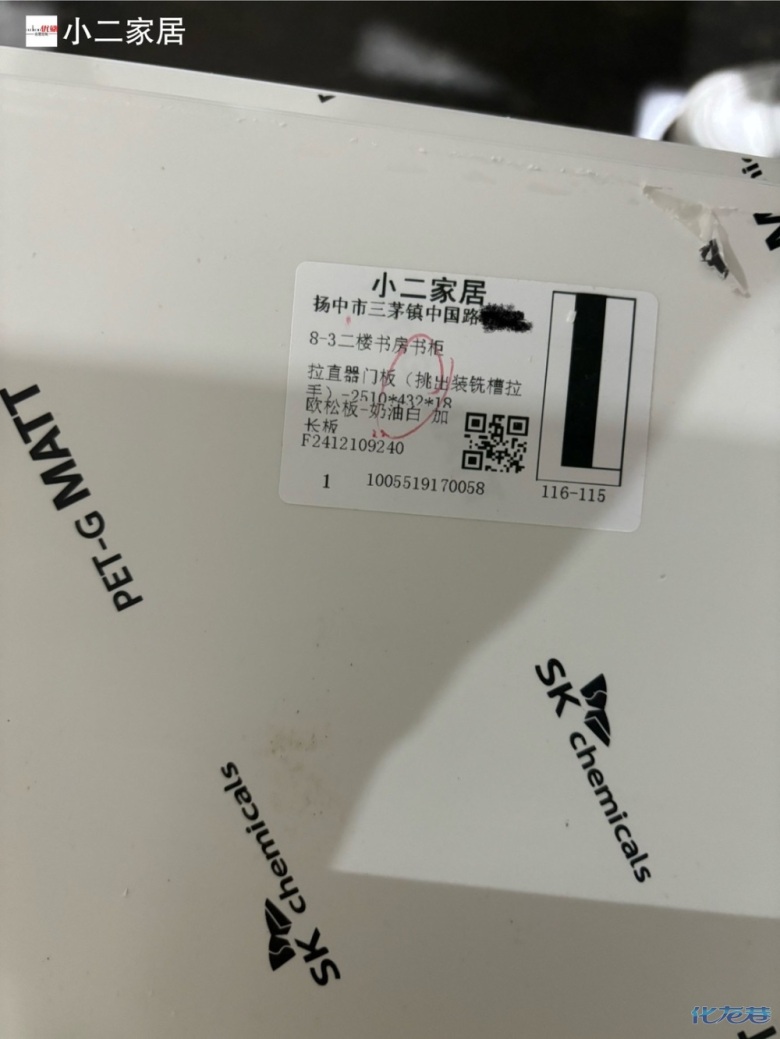 小二家居
小二家居
扬中市三茅镇中国路
8-3二楼书房书柜
拉直器门板（挑出装铣槽拉
手）-2510*432*18
欧松板-奶油白 加
长板
F2412109240
1
1005519170058
116-115
PET-G MATT
SK chemicals
SK chemicals
化龙巷